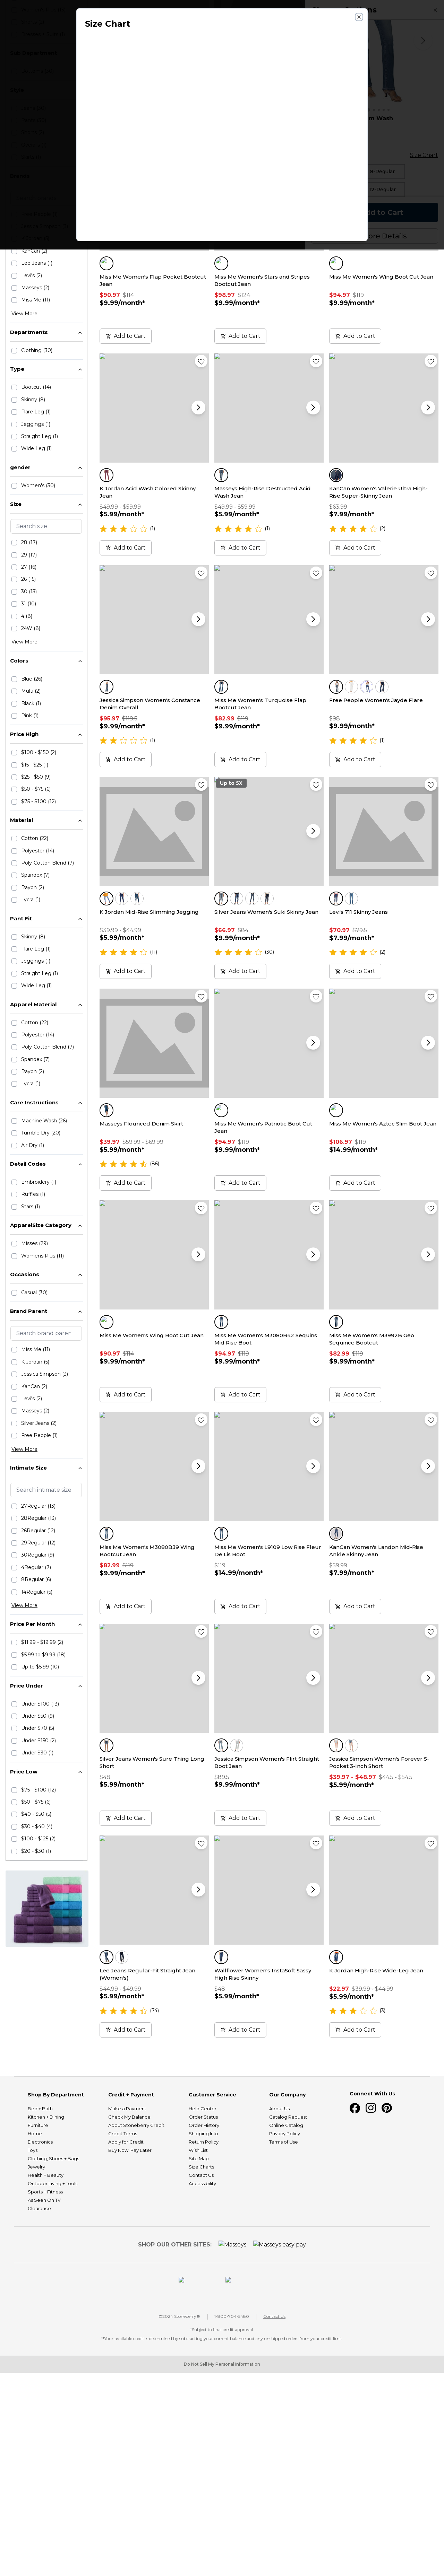 Size Chart
am Wash
Size Chart
8-Regular
12-Regular
dd to Cart
ore Details
KanCan (2)
Lee Jeans (1)
Levi's (2)
Masseys (2)
Miss Me (11)
View More
Departments
Clothing (30)
Type
Bootcut (14)
Skinny (8)
Flare Leg (1)
Jeggings (1)
Straight Leg (1)
Wide Leg (1)
gender
Women's (30)
Size
Search size
28 (17)
29 (17)
27 (16)
26 (15)
30 (13)
31 (10)
4 (8)
24W (8)
View More
Colors
Blue (26)
Multi (2)
Black (1)
Pink (1)
Price High
$100 - $150 (2)
$15 - $25 (1)
$25 - $50 (9)
$50 - $75 (6)
$75 - $100 (12)
Material
Cotton (22)
Polyester (14)
Poly-Cotton Blend (7)
Spandex (7)
Rayon (2)
Lycra (1)
Pant Fit
Skinny (8)
Flare Leg (1)
Jeggings (1)
Straight Leg (1)
Wide Leg (1)
Apparel Material
Cotton (22)
Polyester (14)
Poly-Cotton Blend (7)
Spandex (7)
Rayon (2)
Lycra (1)
Care Instructions
Machine Wash (26)
Tumble Dry (20)
Air Dry (1)
Detail Codes
Embroidery (1)
Ruffles (1)
Stars (1)
ApparelSize Category
Misses (29)
Womens Plus (11)
Occasions
Casual (30)
Brand Parent
Search brand parer
Miss Me (11)
K Jordan (5)
Jessica Simpson (3)
KanCan (2)
Levi's (2)
Masseys (2)
Silver Jeans (2)
Free People (1)
View More
Intimate Size
Search intimate size
27Regular (13)
28Regular (13)
26Regular (12)
29Regular (12)
30Regular (9)
4Regular (7)
8Regular (6)
14Regular (5)
View More
Price Per Month
$11.99 - $19.99 (2)
$5.99 to $9.99 (18)
Up to $5.99 (10)
Price Under
Under $100 (13)
Under $50 (9)
Under $70 (5)
Under $150 (2)
Under $30 (1)
Price Low
$75 - $100 (12)
$50 - $75 (6)
$40 - $50 (5)
$30 - $40 (4)
$100 - $125 (2)
$20 - $30 (1)
Miss Me Women's Flap Pocket Bootcut Jean
$90.97 $114
$9.99/month*
Add to Cart
Miss Me Women's Stars and Stripes Bootcut Jean
$98.97 $124
$9.99/month*
Add to Cart
Miss Me Women's Wing Boot Cut Jean
$94.97 $119
$9.99/month*
Add to Cart
K Jordan Acid Wash Colored Skinny Jean
$49.99 - $59.99
$5.99/month*
(1)
Add to Cart
Masseys High-Rise Destructed Acid Wash Jean
$49.99 - $59.99
$5.99/month*
(1)
Add to Cart
KanCan Women's Valerie Ultra High-Rise Super-Skinny Jean
$63.99
$7.99/month*
(2)
Add to Cart
Jessica Simpson Women's Constance Denim Overall
$95.97 $119.5
$9.99/month*
(1)
Add to Cart
Miss Me Women's Turquoise Flap Bootcut Jean
$82.99 $119
$9.99/month*
Add to Cart
Free People Women's Jayde Flare
$98
$9.99/month*
(1)
Add to Cart
K Jordan Mid-Rise Slimming Jegging
$39.99 - $44.99
$5.99/month*
(11)
Add to Cart
Up to 5X
Silver Jeans Women's Suki Skinny Jean
$66.97 $84
$9.99/month*
(30)
Add to Cart
Levi's 711 Skinny Jeans
$70.97 $79.5
$7.99/month*
(2)
Add to Cart
Masseys Flounced Denim Skirt
$39.97 $59.99 - $69.99
$5.99/month*
(86)
Add to Cart
Miss Me Women's Patriotic Boot Cut Jean
$94.97 $119
$9.99/month*
Add to Cart
Miss Me Women's Aztec Slim Boot Jean
$106.97 $119
$14.99/month*
Add to Cart
Miss Me Women's Wing Boot Cut Jean
$90.97 $114
$9.99/month*
Add to Cart
Miss Me Women's M3080B42 Sequins Mid Rise Boot
$94.97 $119
$9.99/month*
Add to Cart
Miss Me Women's M3992B Geo Sequince Bootcut
$82.99 $119
$9.99/month*
Add to Cart
Miss Me Women's M3080B39 Wing Bootcut Jean
$82.99 $119
$9.99/month*
Add to Cart
Miss Me Women's L9109 Low Rise Fleur De Lis Boot
$119
$14.99/month*
Add to Cart
KanCan Women's Landon Mid-Rise Ankle Skinny Jean
$59.99
$7.99/month*
Add to Cart
Silver Jeans Women's Sure Thing Long Short
$48
$5.99/month*
Add to Cart
Jessica Simpson Women's Flirt Straight Boot Jean
$89.5
$9.99/month*
Add to Cart
Jessica Simpson Women's Forever 5-Pocket 3-Inch Short
$39.97 - $48.97 $44.5 - $54.5
$5.99/month*
Add to Cart
Lee Jeans Regular-Fit Straight Jean (Women's)
$44.99 - $49.99
$5.99/month*
(74)
Add to Cart
Wallflower Women's InstaSoft Sassy High Rise Skinny
$48
$5.99/month*
Add to Cart
K Jordan High-Rise Wide-Leg Jean
$22.97 $39.99 - $44.99
$5.99/month*
(3)
Add to Cart
Shop By Department
Bed + Bath
Kitchen + Dining
Furniture
Home
Electronics
Toys
Clothing, Shoes + Bags
Jewelry
Health + Beauty
Outdoor Living + Tools
Sports + Fitness
As Seen On TV
Clearance
Credit + Payment
Make a Payment
Check My Balance
About Stoneberry Credit
Credit Terms
Apply for Credit
Buy Now, Pay Later
Customer Service
Help Center
Order Status
Order History
Shipping Info
Return Policy
Wish List
Site Map
Size Charts
Contact Us
Accessibility
Our Company
About Us
Catalog Request
Online Catalog
Privacy Policy
Terms of Use
Connect With Us
SHOP OUR OTHER SITES: Masseys Masseys easy pay
©2024 Stoneberry® 1-800-704-5480 Contact Us
*Subject to final credit approval
**Your available credit is determined by subtracting your current balance and any unshipped orders from your credit limit.
Do Not Sell My Personal Information